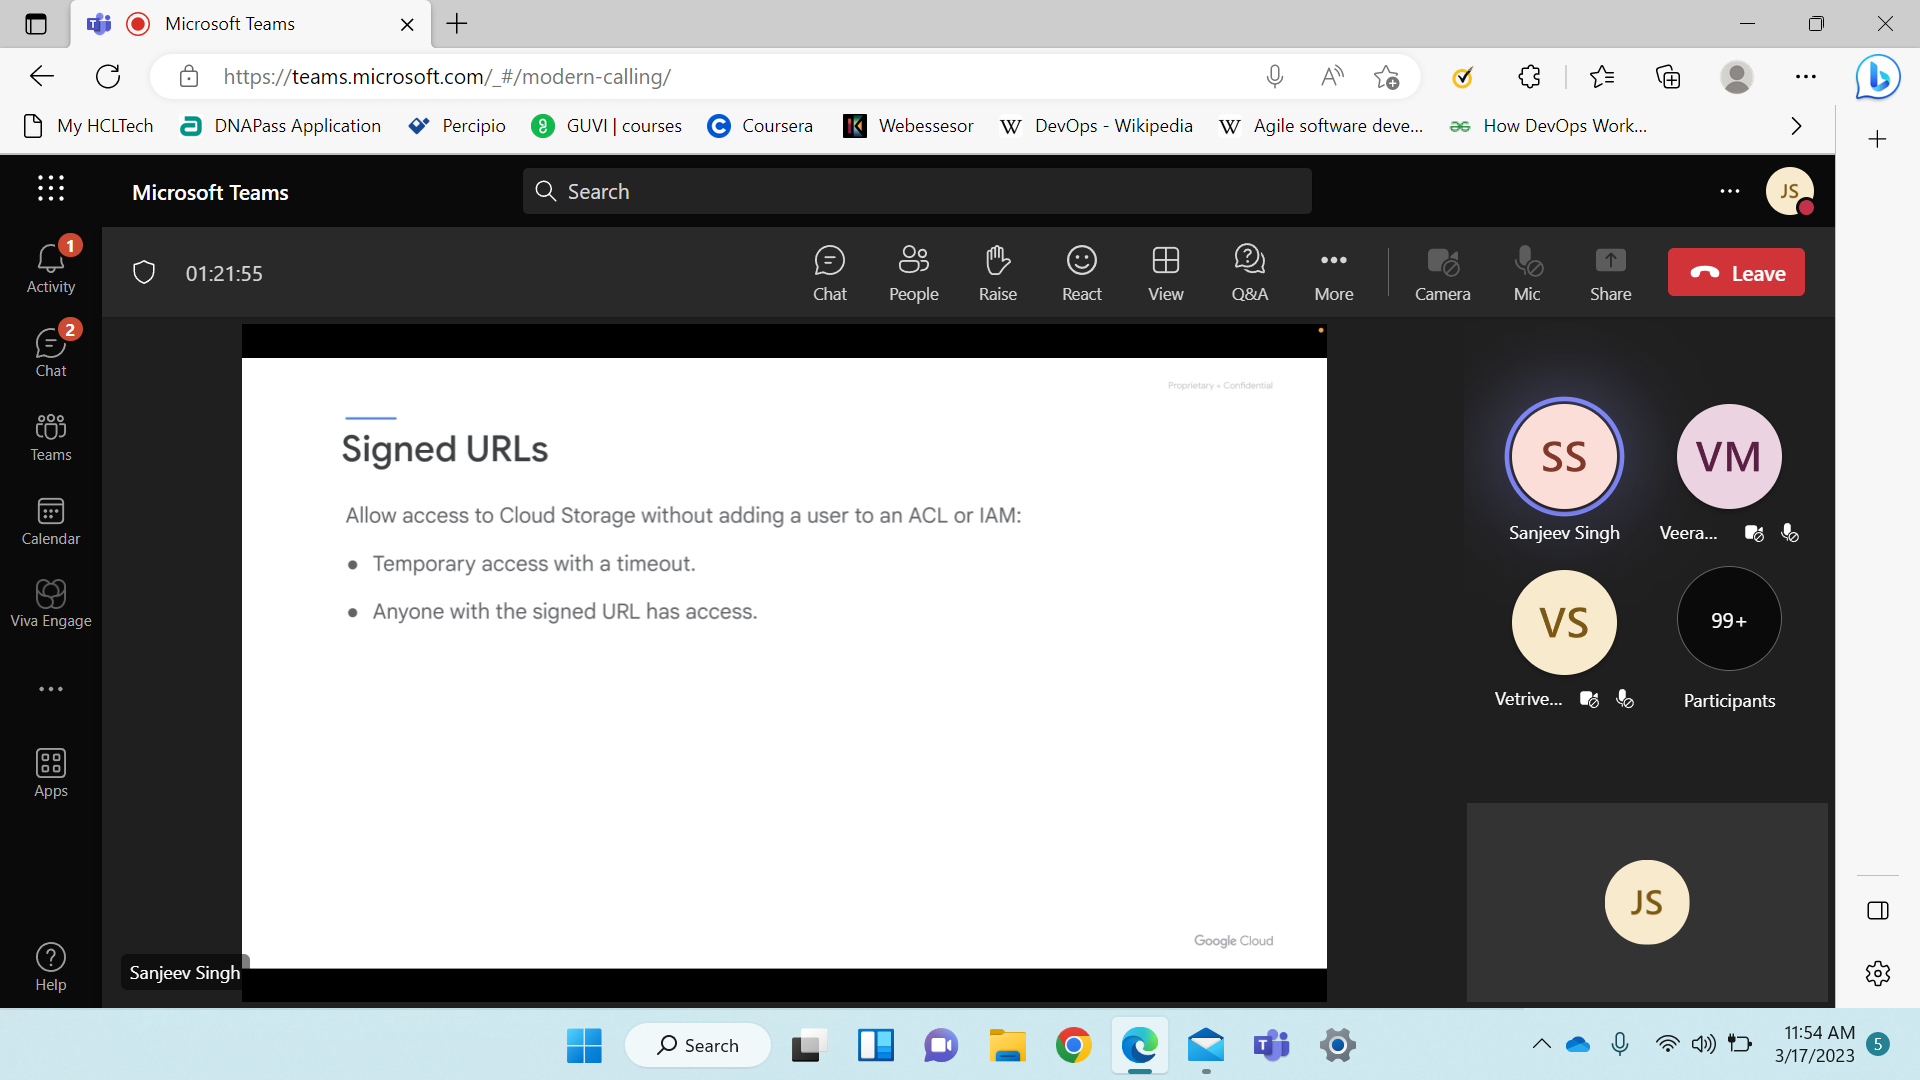 Microsoft Teams
https://teams.microsoft.com/_#/modern-calling/
My HCLTech DNAPass Application Percipio GUVI | courses Coursera Webessesor DevOps - Wikipedia Agile software deve... How DevOps Work...
Microsoft Teams
Search
JS
1
Activity
2
Chat
Teams
Calendar
Viva Engage
Apps
Help
01:21:55
Chat People Raise React View Q&A More Camera Mic Share Leave
Proprietary + Confidential
Signed URLs
Allow access to Cloud Storage without adding a user to an ACL or IAM:
● Temporary access with a timeout.
● Anyone with the signed URL has access.
Google Cloud
Sanjeev Singh
SS VM
Sanjeev Singh Veera...
VS 99+
Vetrive... Participants
JS
Search
11:54 AM
3/17/2023
5